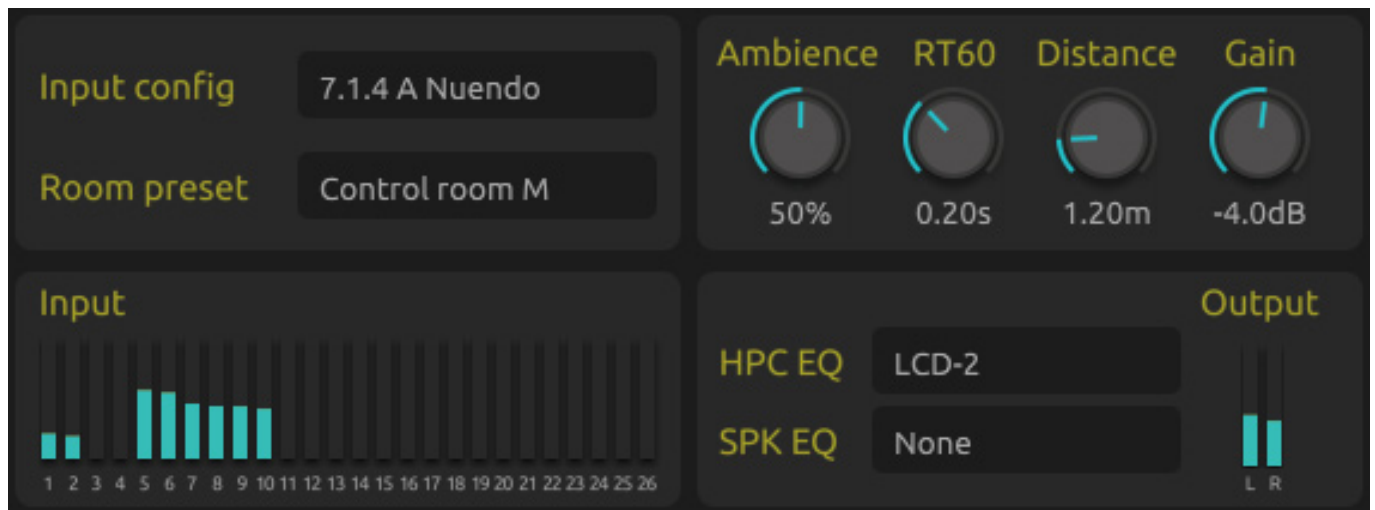 Input config 7.1.4 A Nuendo
Room preset Control room M
Ambience RT60 Distance Gain
50% 0.20s 1.20m -4.0dB
Input
1 2 3 4 5 6 7 8 9 10 11 12 13 14 15 16 17 18 19 20 21 22 23 24 25 26
Output
HPC EQ LCD-2
SPK EQ None
L R